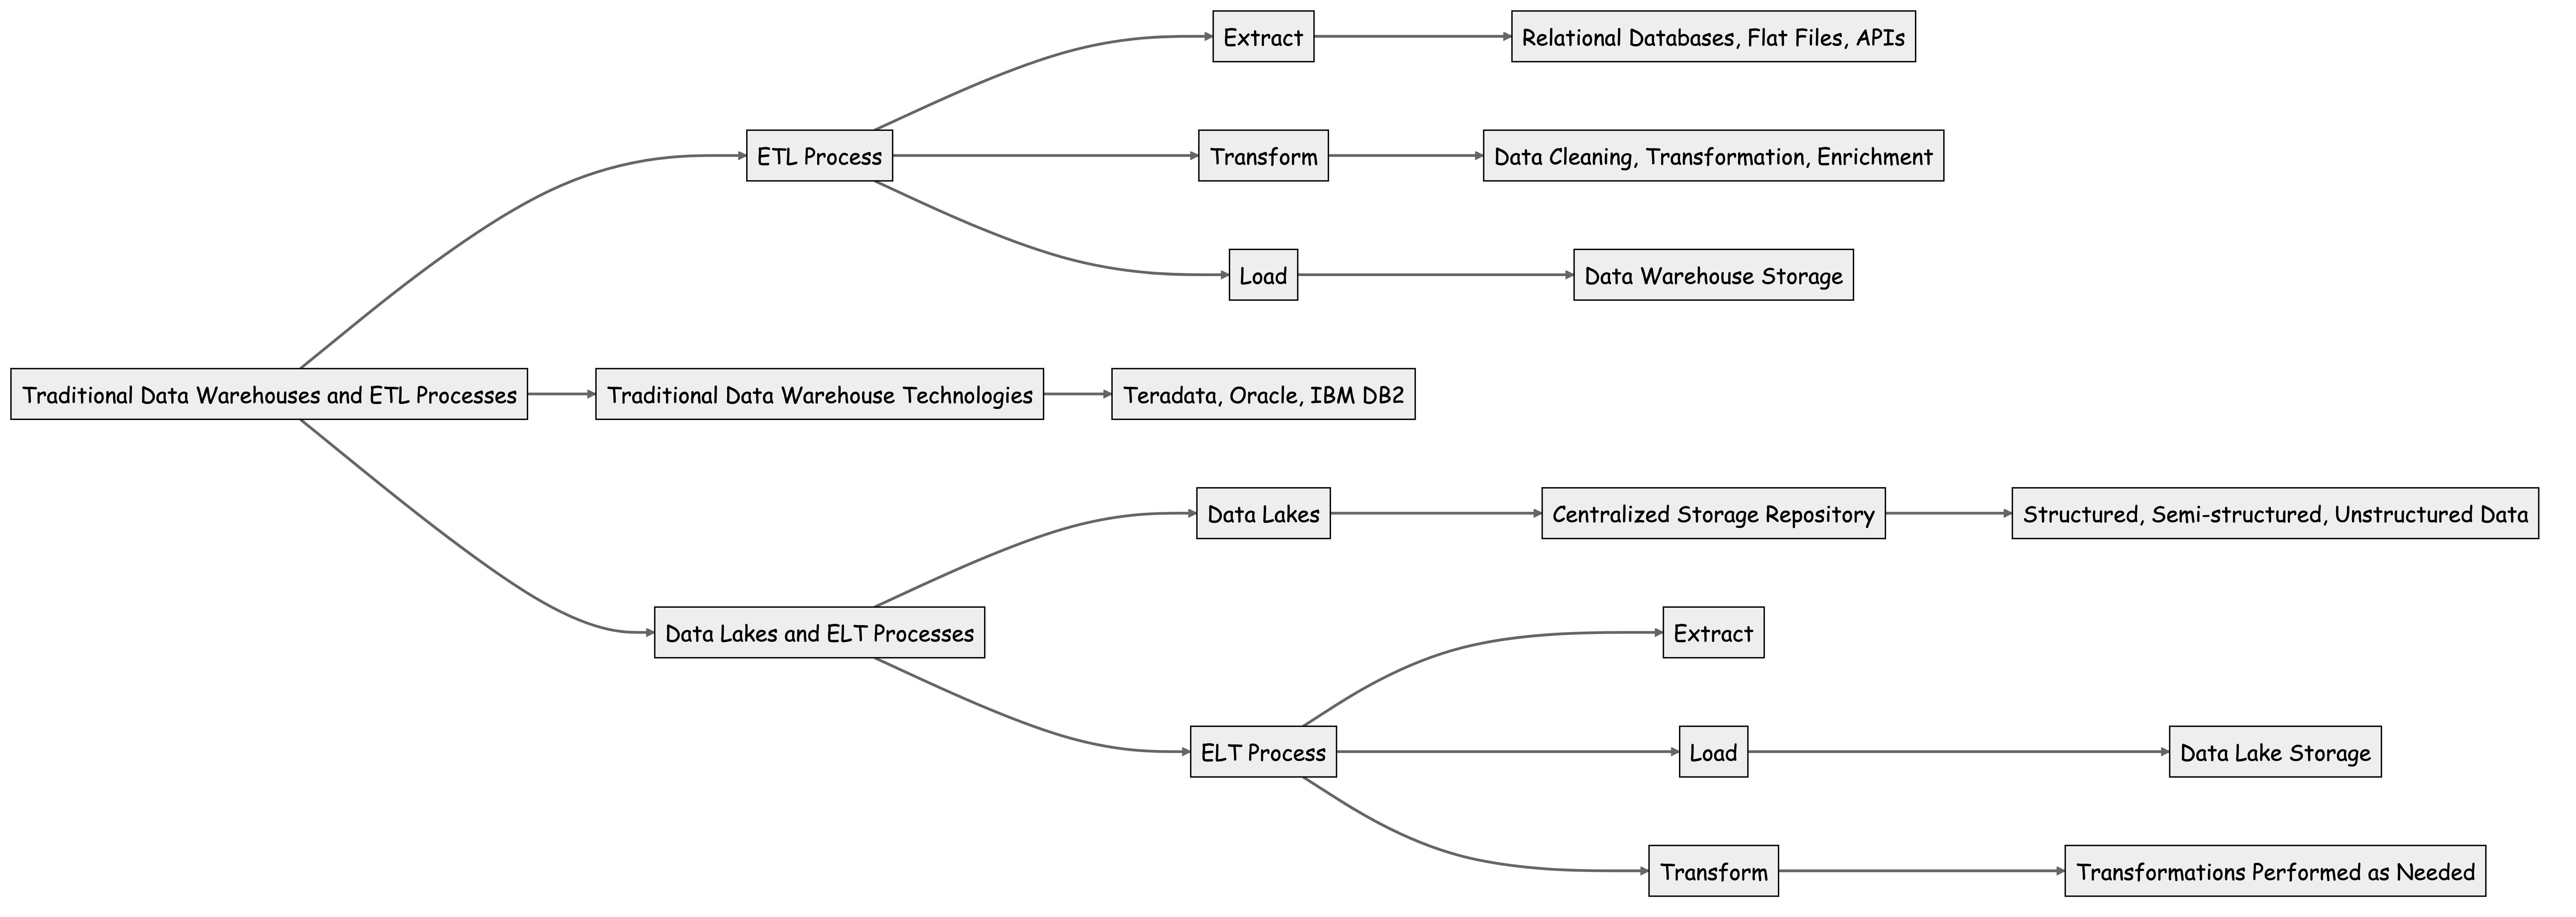 Extract
Relational Databases, Flat Files, APIs
ETL Process
Transform
Data Cleaning, Transformation, Enrichment
Load
Data Warehouse Storage
Traditional Data Warehouses and ETL Processes
Traditional Data Warehouse Technologies
Teradata, Oracle, IBM DB2
Data Lakes
Centralized Storage Repository
Structured, Semi-structured, Unstructured Data
Data Lakes and ELT Processes
Extract
ELT Process
Load
Data Lake Storage
Transform
Transformations Performed as Needed